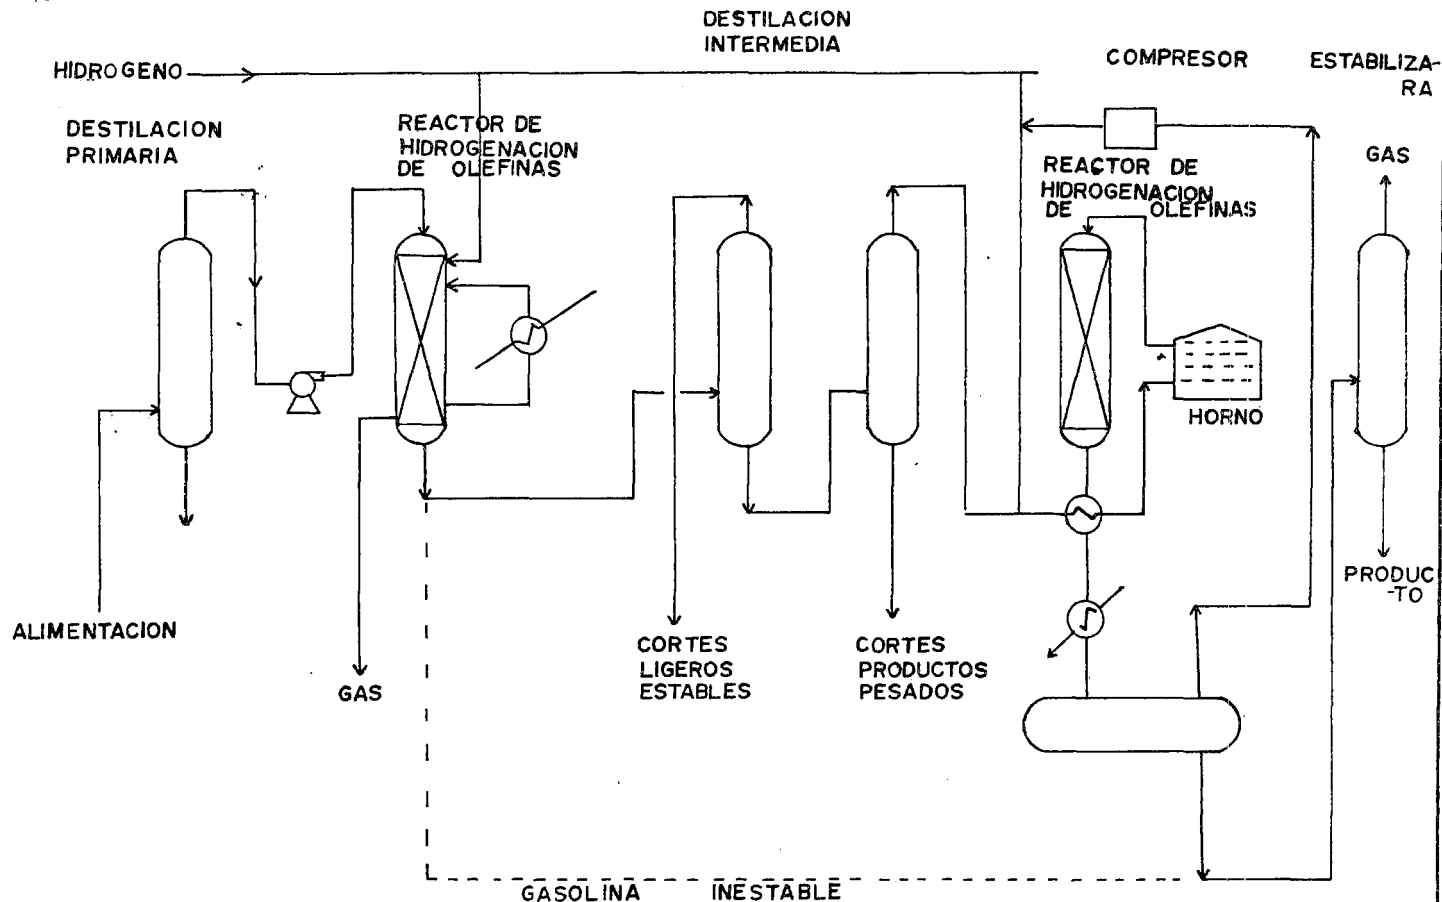 DESTILACION
INTERMEDIA
HIDROGENO
COMPRESOR
ESTABILIZA-
RA
DESTILACION
PRIMARIA
REACTOR DE
HIDROGENACION
DE OLEFINAS
GAS
REACTOR DE
HIDROGENACION
DE OLEFINAS
HORNO
PRODUC
-TO
ALIMENTACION
CORTES
LIGEROS
ESTABLES
CORTES
PRODUCTOS
PESADOS
GAS
GASOLINA INESTABLE